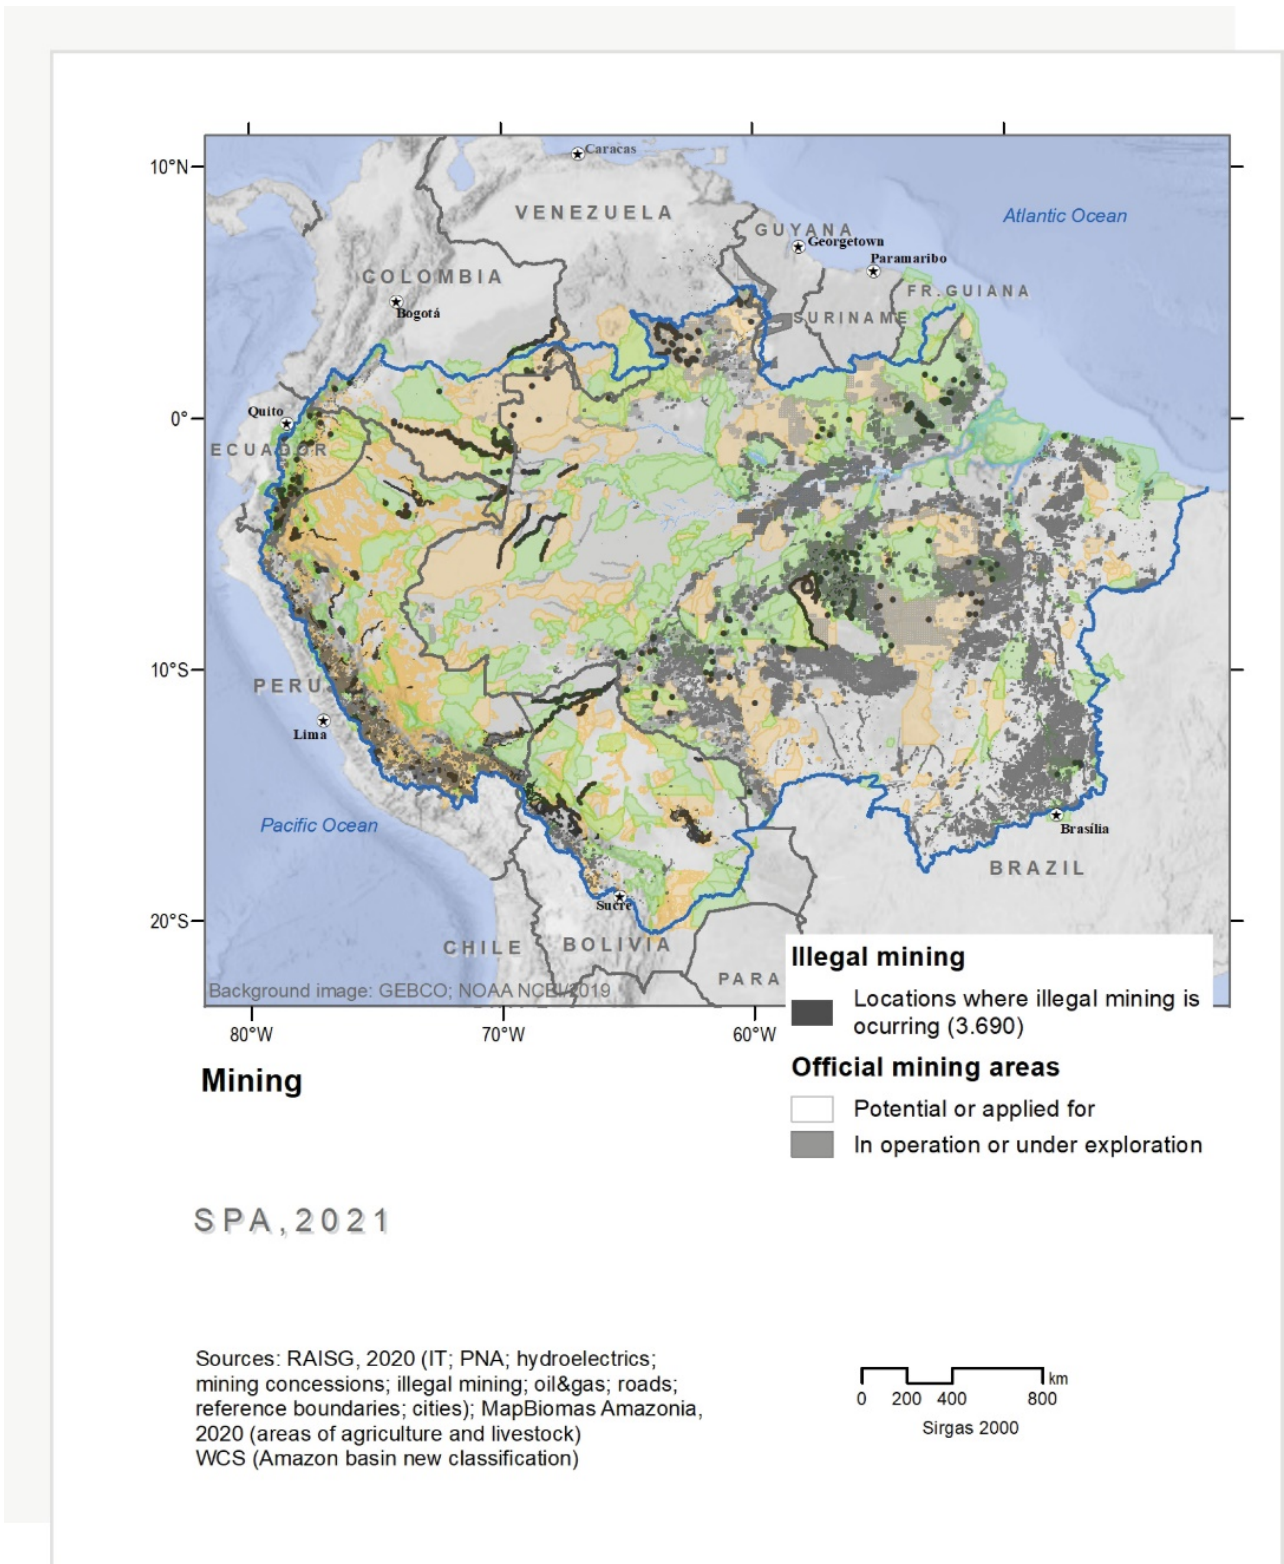 Caracas
10°N
VENEZUELA
Atlantic Ocean
GUYANA
Georgetown
Paramaribo
COLOMBIA
FR.GUIANA
Bogotá
SURINAME
Quito
0°
ECUADOR
10°S
PERU
Lima
Pacific Ocean
Brasília
BRAZIL
Sucre
20°S
CHILE
BOLIVIA
PARA
Background image: GEBCO; NOAA NCEI/2019
80°W
70°W
60°W
Illegal mining
Locations where illegal mining is
ocurring (3.690)
Official mining areas
Potential or applied for
In operation or under exploration
Mining
SPA,2021
Sources: RAISG, 2020 (IT; PNA; hydroelectrics;
mining concessions; illegal mining; oil&gas; roads;
reference boundaries; cities); MapBiomas Amazonia,
2020 (areas of agriculture and livestock)
WCS (Amazon basin new classification)
km
0 200 400 800
Sirgas 2000